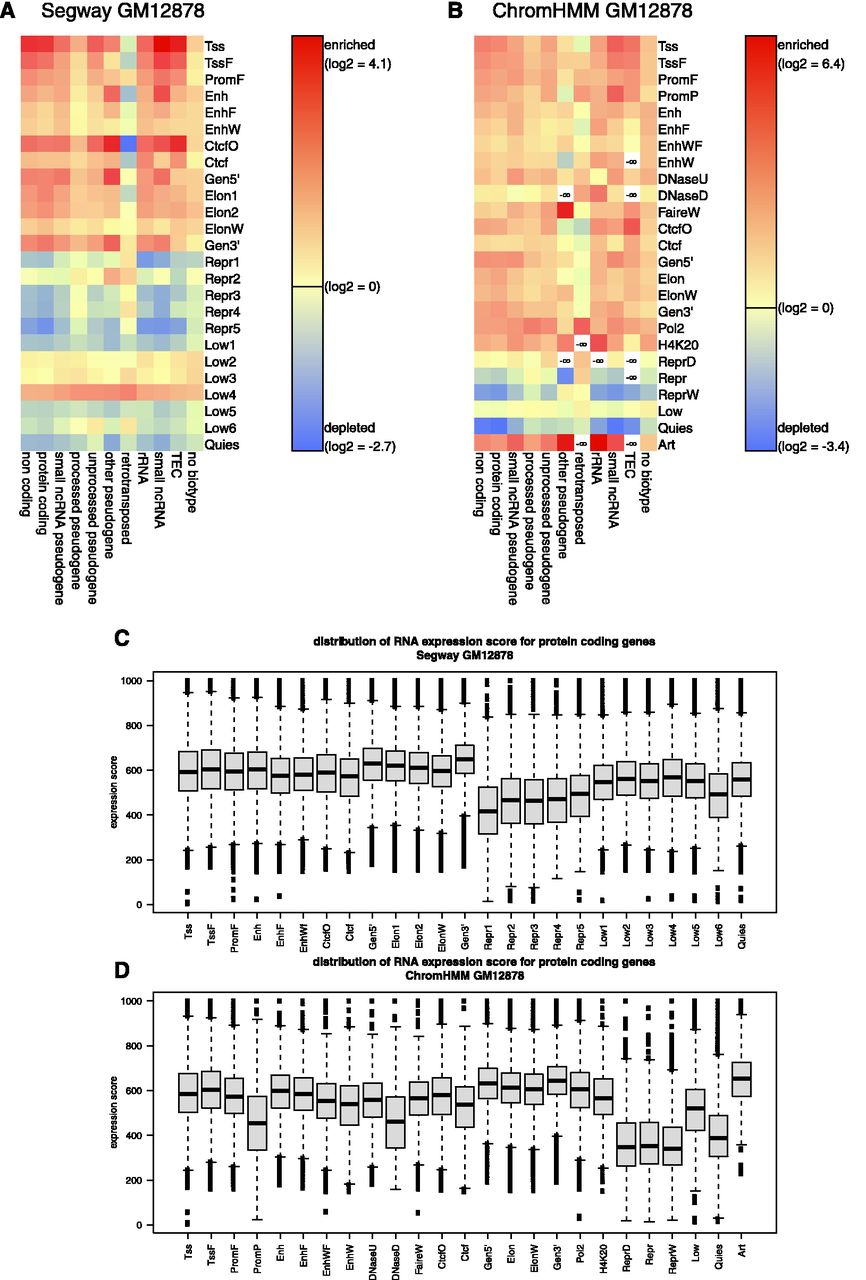 A Segway GM12878
Tss
TssF
PromF
Enh
EnhF
EnhW
CtcfO
Ctcf
Gen5'
Elon1
Elon2
ElonW
Gen3'
Repr1
Repr2
Repr3
Repr4
Repr5
Low1
Low2
Low3
Low4
Low5
Low6
Quies
non coding
protein coding
small ncRNA pseudogene
processed pseudogene
unprocessed pseudogene
other pseudogene
retrotransposed
rRNA
small ncRNA
TEC
no biotype
enriched
(log2 = 4.1)
(log2 = 0)
depleted
(log2 = -2.7)
B ChromHMM GM12878
Tss
TssF
PromF
PromP
Enh
EnhF
EnhWF
-∞ EnhW
DNaseU
-∞ -∞ DNaseD
FaireW
CtcfO
Ctcf
Gen5'
Elon
ElonW
Gen3'
Pol2
-∞ H4K20
-∞ -∞ -∞ ReprD
-∞ Repr
ReprW
Low
Quies
-∞ -∞ Art
non coding
protein coding
small ncRNA pseudogene
processed pseudogene
unprocessed pseudogene
other pseudogene
retrotransposed
rRNA
small ncRNA
TEC
no biotype
enriched
(log2 = 6.4)
(log2 = 0)
depleted
(log2 = -3.4)
C
distribution of RNA expression score for protein coding genes
Segway GM12878
expression score
1000
800
600
400
200
0
Tss
TssF
PromF
Enh
EnhF
EnhWf
CtcfO
Ctcf
Gen5'
Elon1
Elon2
ElonW
Gen3'
Repr1
Repr2
Repr3
Repr4
Repr5
Low1
Low2
Low3
Low4
Low5
Low6
Quies
D
distribution of RNA expression score for protein coding genes
ChromHMM GM12878
expression score
1000
800
600
400
200
0
Tss
TssF
PromF
PromP
Enh
EnhF
EnhWF
EnhW
DNaseU
DNaseD
FaireW
CtcfO
Ctcf
Gen5'
Elon
ElonW
Gen3'
Pol2
H4K20
ReprD
Repr
ReprW
Low
Quies
Art